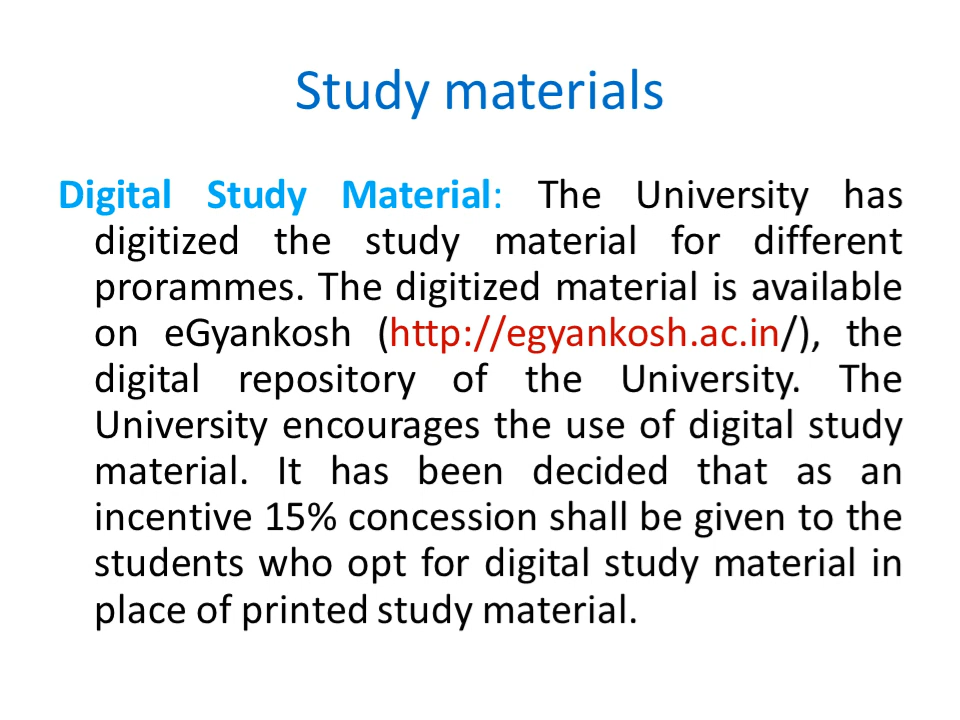 Study materials
Digital Study Material: The University has
digitized the study material for different
prorammes. The digitized material is available
on eGyankosh (http://egyankosh.ac.in/), the
digital repository of the University. The
University encourages the use of digital study
material. It has been decided that as an
incentive 15% concession shall be given to the
students who opt for digital study material in
place of printed study material.